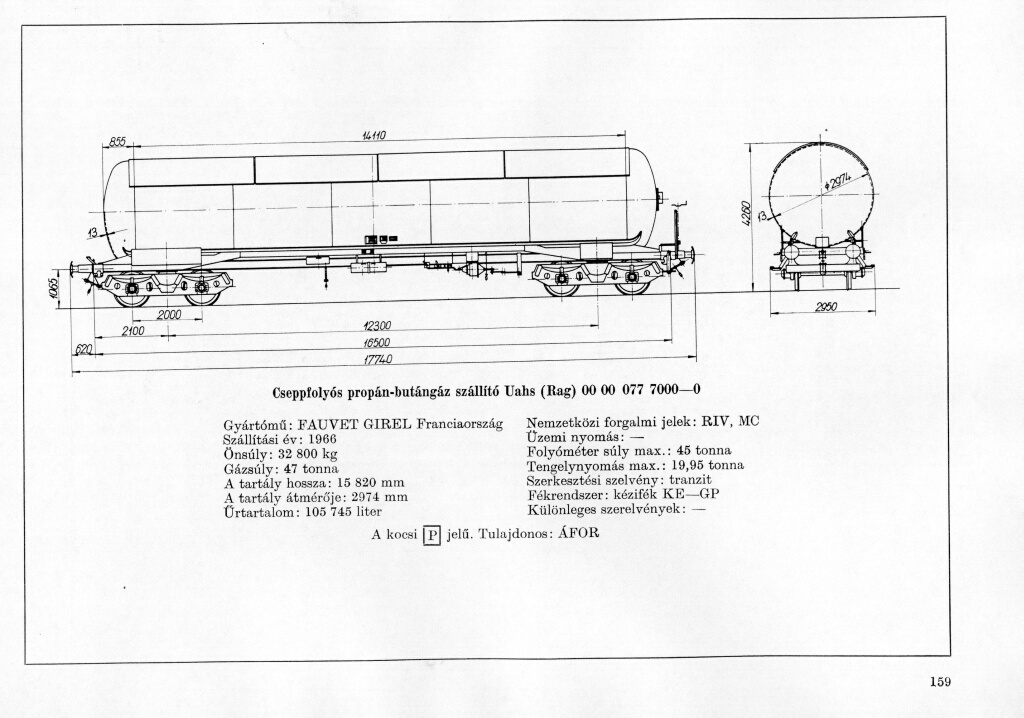 855
14110
⌀2974
4260
13
13
1065
2000
2100
12300
2950
16500
620
17740
Cseppfolyós propán-butángáz szállító Uahs (Rag) 00 00 077 7000—0
Gyártómű: FAUVET GIREL Franciaország
Szállítási év: 1966
Önsúly: 32 800 kg
Gázsúly: 47 tonna
A tartály hossza: 15 820 mm
A tartály átmérője: 2974 mm
Űrtartalom: 105 745 liter
Nemzetközi forgalmi jelek: RIV, MC
Üzemi nyomás: —
Folyóméter súly max.: 45 tonna
Tengelynyomás max.: 19,95 tonna
Szerkesztési szelvény: tranzit
Fékrendszer: kézifék KE—GP
Különleges szerelvények: —
A kocsi P jelű. Tulajdonos: ÁFOR
159